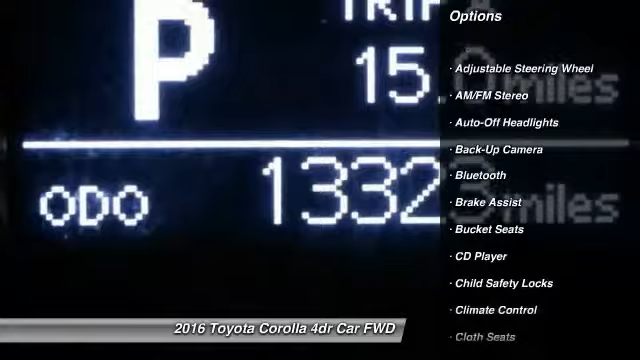 P
TRIP A
15.0 miles
ODO 13323 miles
Options
· Adjustable Steering Wheel
· AM/FM Stereo
· Auto-Off Headlights
· Back-Up Camera
· Bluetooth
· Brake Assist
· Bucket Seats
· CD Player
· Child Safety Locks
· Climate Control
· Cloth Seats
2016 Toyota Corolla 4dr Car FWD